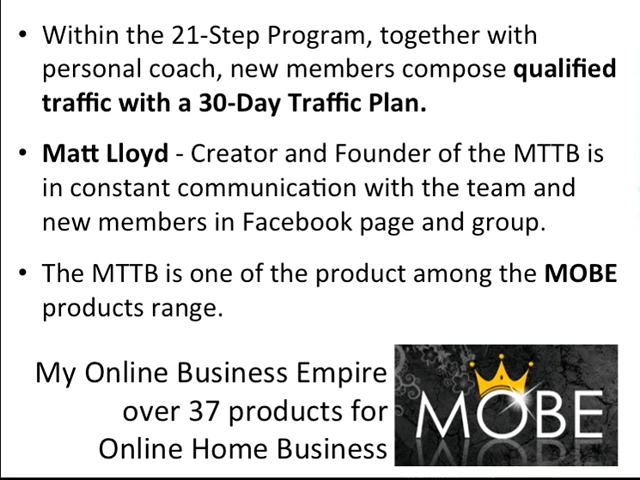 • Within the 21-Step Program, together with
personal coach, new members compose qualified
traffic with a 30-Day Traffic Plan.
• Matt Lloyd - Creator and Founder of the MTTB is
in constant communication with the team and
new members in Facebook page and group.
• The MTTB is one of the product among the MOBE
products range.
My Online Business Empire
over 37 products for
Online Home Business
MOBE